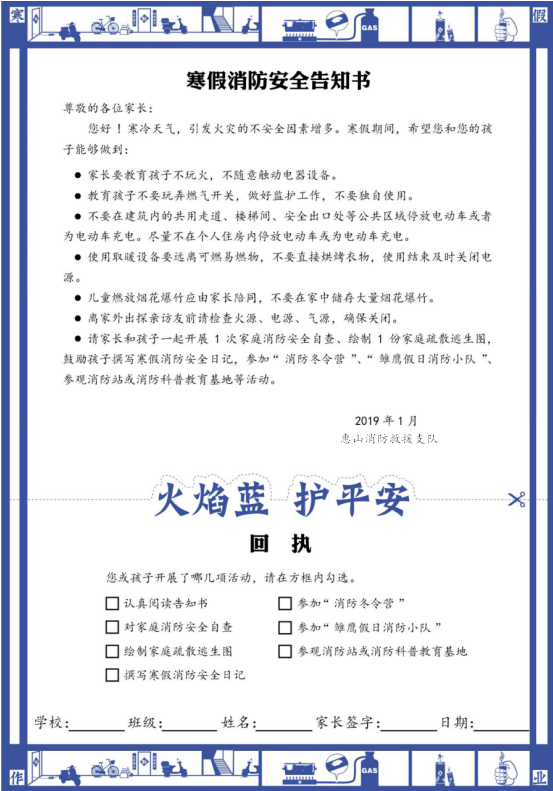 寒 假
GAS
寒假消防安全告知书
尊敬的各位家长:
您好!寒冷天气,引发火灾的不安全因素增多。寒假期间,希望您和您的孩
子能够做到:
● 家长要教育孩子不玩火,不随意触动电器设备。
● 教育孩子不要玩弄燃气开关,做好监护工作,不要独自使用。
● 不要在建筑内的共用走道、楼梯间、安全出口处等公共区域停放电动车或者
为电动车充电。尽量不在个人住房内停放电动车或为电动车充电。
● 使用取暖设备要远离可燃易燃物,不要直接烘烤衣物,使用结束及时关闭电
源。
● 儿童燃放烟花爆竹应由家长陪同,不要在家中储存大量烟花爆竹。
● 离家外出探亲访友前请检查火源、电源、气源,确保关闭。
● 请家长和孩子一起开展 1 次家庭消防安全自查、绘制 1 份家庭疏散逃生图,
鼓励孩子撰写寒假消防安全日记,参加“消防冬令营”、“雏鹰假日消防小队”、
参观消防站或消防科普教育基地等活动。
2019 年 1 月
惠山消防救援支队
火焰蓝 护平安
回 执
您或孩子开展了哪几项活动,请在方框内勾选。
□ 认真阅读告知书 □ 参加“消防冬令营”
□ 对家庭消防安全自查 □ 参加“雏鹰假日消防小队”
□ 绘制家庭疏散逃生图 □ 参观消防站或消防科普教育基地
□ 撰写寒假消防安全日记
学校:______ 班级:______ 姓名:______ 家长签字:______ 日期:______
GAS
作 业